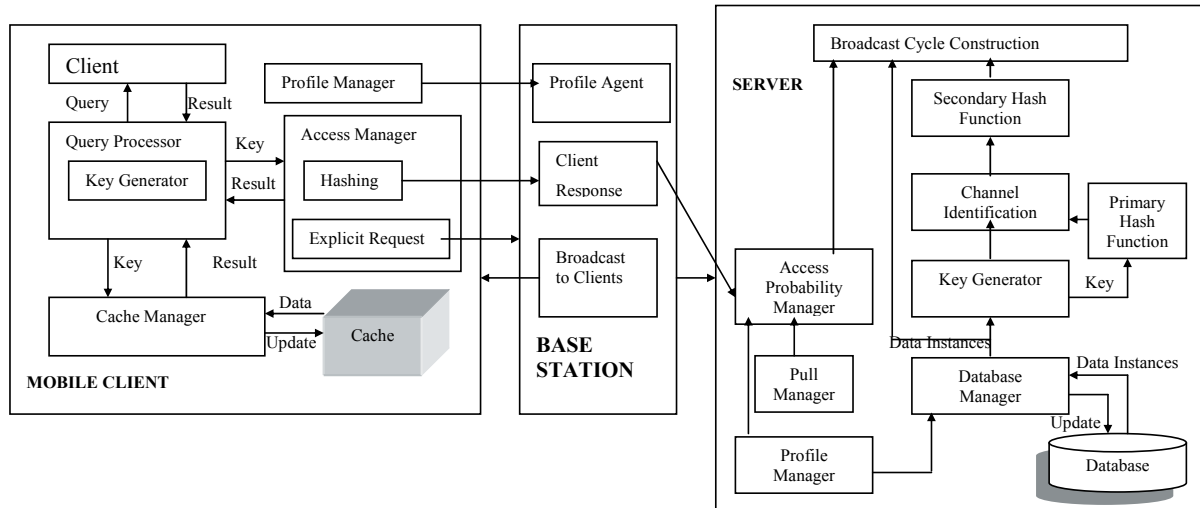 Client
Query
Result
Query Processor
Key Generator
Key
Result
Key
Result
Cache Manager
Data
Update
Cache
MOBILE CLIENT
Profile Manager
Access Manager
Hashing
Explicit Request
Profile Agent
Client
Response
Broadcast
to Clients
BASE
STATION
Broadcast Cycle Construction
SERVER
Secondary Hash
Function
Channel
Identification
Primary
Hash
Function
Access
Probability
Manager
Key Generator
Key
Data Instances
Pull
Manager
Database
Manager
Data Instances
Update
Profile
Manager
Database